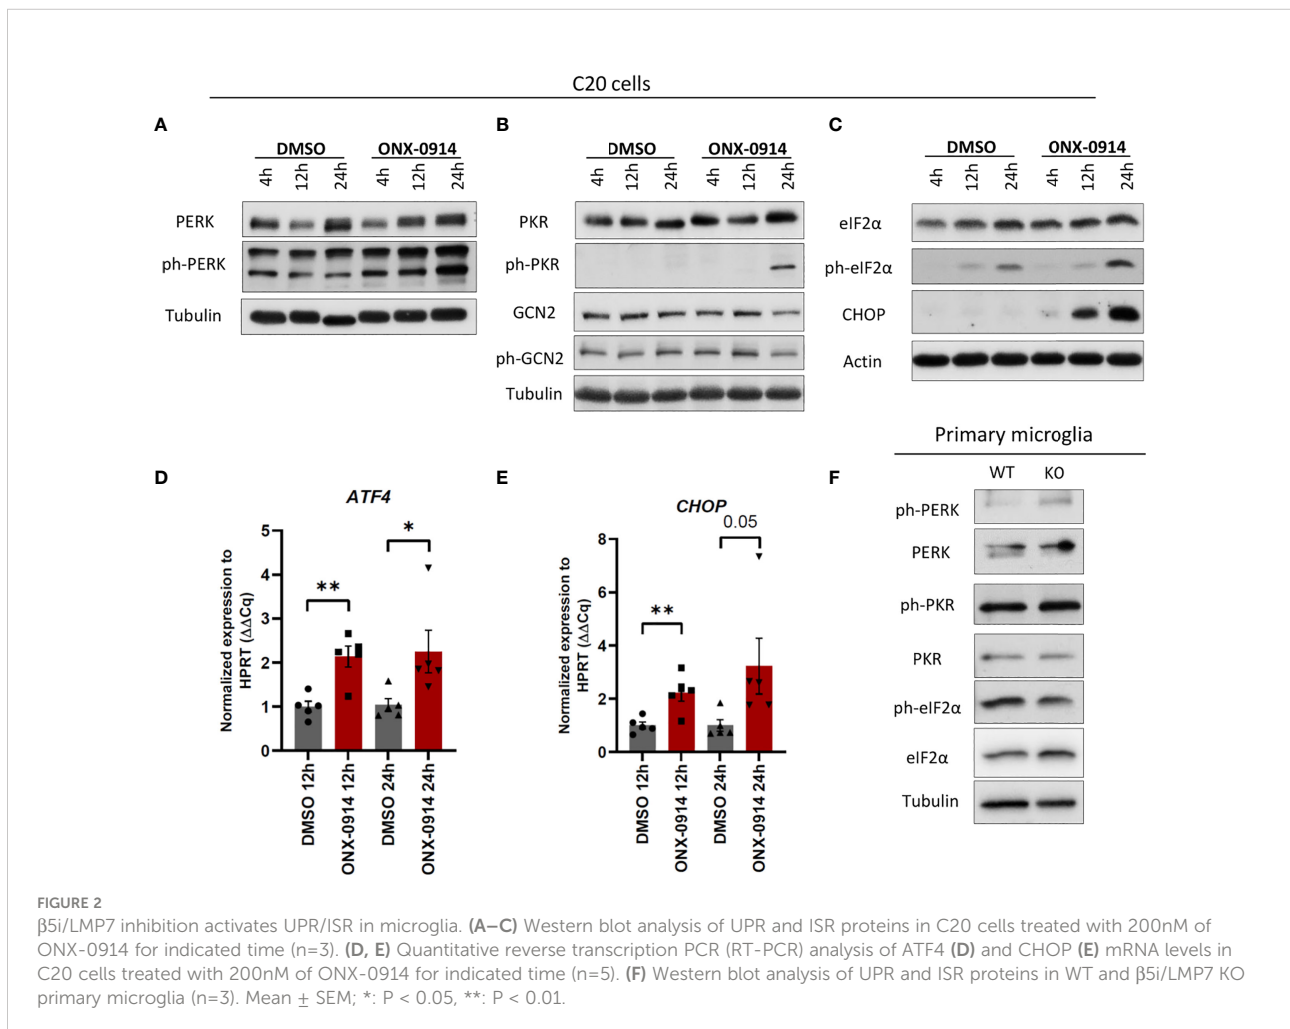 C20 cells
A
DMSO ONX-0914
4h 12h 24h 4h 12h 24h
PERK
ph-PERK
Tubulin
B
DMSO ONX-0914
4h 12h 24h 4h 12h 24h
PKR
ph-PKR
GCN2
ph-GCN2
Tubulin
C
DMSO ONX-0914
4h 12h 24h 4h 12h 24h
eIF2α
ph-eIF2α
CHOP
Actin
D
ATF4
Normalized expression to
HPRT (ΔΔCq)
5
4
3
2
1
0
** *
DMSO 12h
ONX-0914 12h
DMSO 24h
ONX-0914 24h
E
CHOP
0.05
**
Normalized expression to
HPRT (ΔΔCq)
8
6
4
2
0
DMSO 12h
ONX-0914 12h
DMSO 24h
ONX-0914 24h
Primary microglia
F
WT KO
ph-PERK
PERK
ph-PKR
PKR
ph-eIF2α
eIF2α
Tubulin
FIGURE 2
β5i/LMP7 inhibition activates UPR/ISR in microglia. (A–C) Western blot analysis of UPR and ISR proteins in C20 cells treated with 200nM of
ONX-0914 for indicated time (n=3). (D, E) Quantitative reverse transcription PCR (RT-PCR) analysis of ATF4 (D) and CHOP (E) mRNA levels in
C20 cells treated with 200nM of ONX-0914 for indicated time (n=5). (F) Western blot analysis of UPR and ISR proteins in WT and β5i/LMP7 KO
primary microglia (n=3). Mean ± SEM; *: P < 0.05, **: P < 0.01.